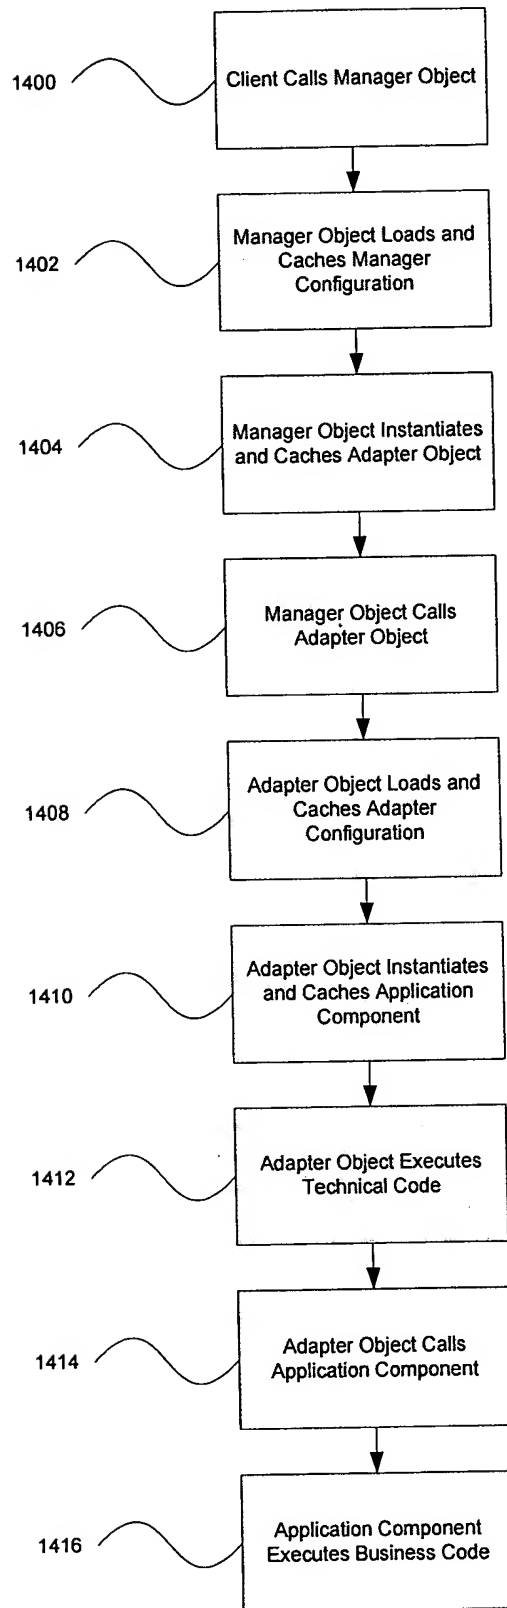 1400
Client Calls Manager Object
1402
Manager Object Loads and
Caches Manager
Configuration
1404
Manager Object Instantiates
and Caches Adapter Object
1406
Manager Object Calls
Adapter Object
1408
Adapter Object Loads and
Caches Adapter
Configuration
1410
Adapter Object Instantiates
and Caches Application
Component
1412
Adapter Object Executes
Technical Code
1414
Adapter Object Calls
Application Component
1416
Application Component
Executes Business Code